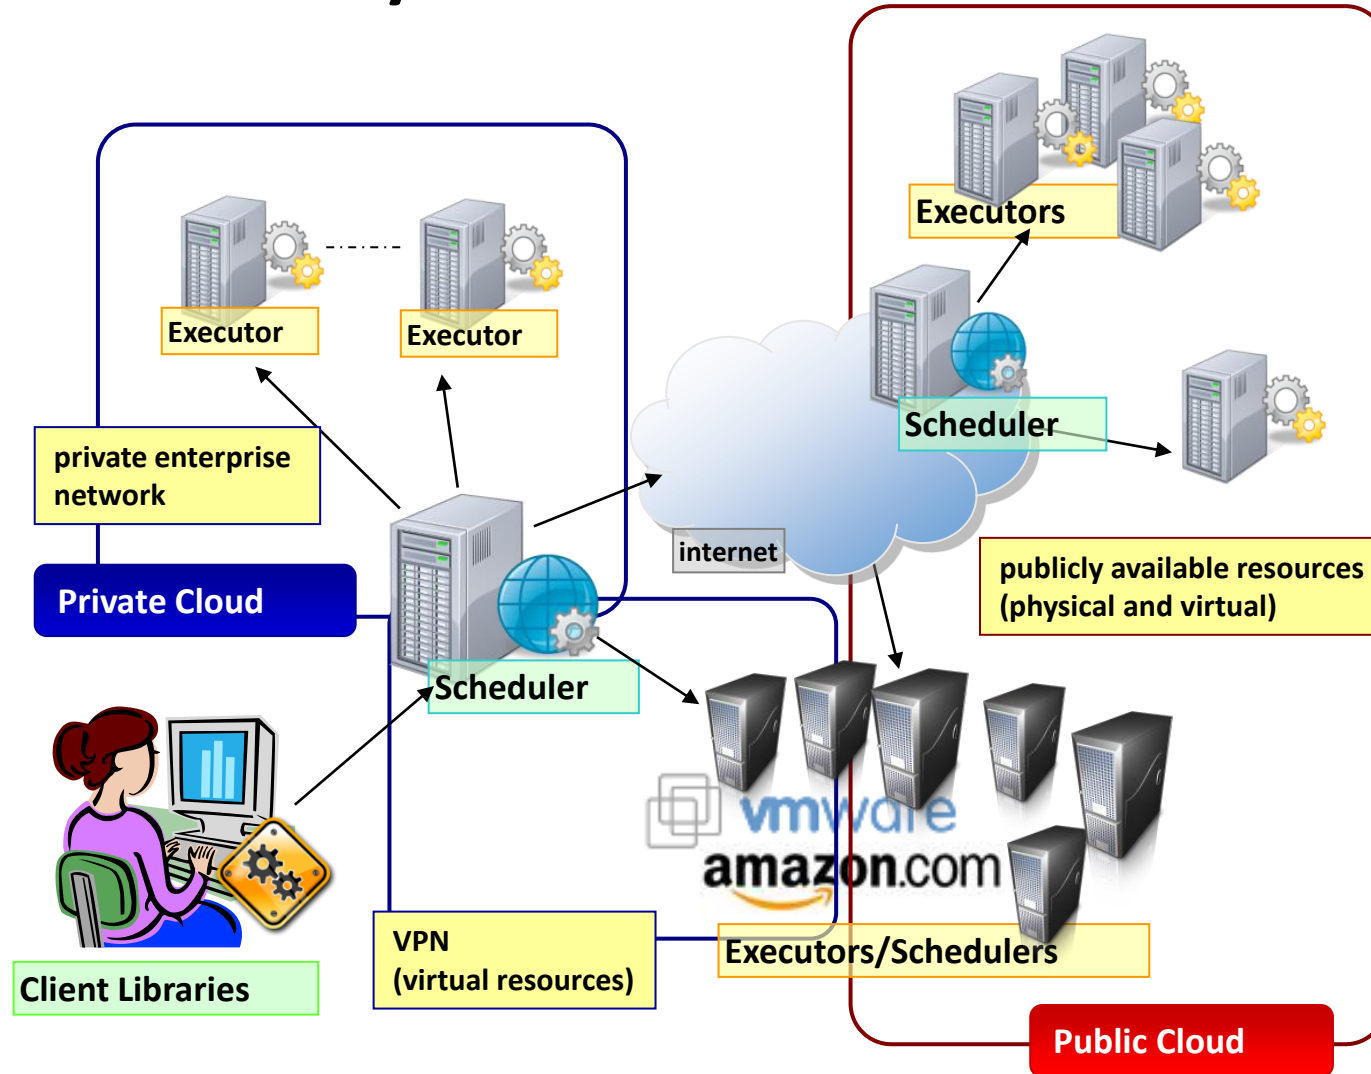 Executors
Executor
Executor
Scheduler
private enterprise
network
internet
publicly available resources
(physical and virtual)
Private Cloud
Scheduler
vmware
amazon.com
VPN
(virtual resources)
Executors/Schedulers
Client Libraries
Public Cloud